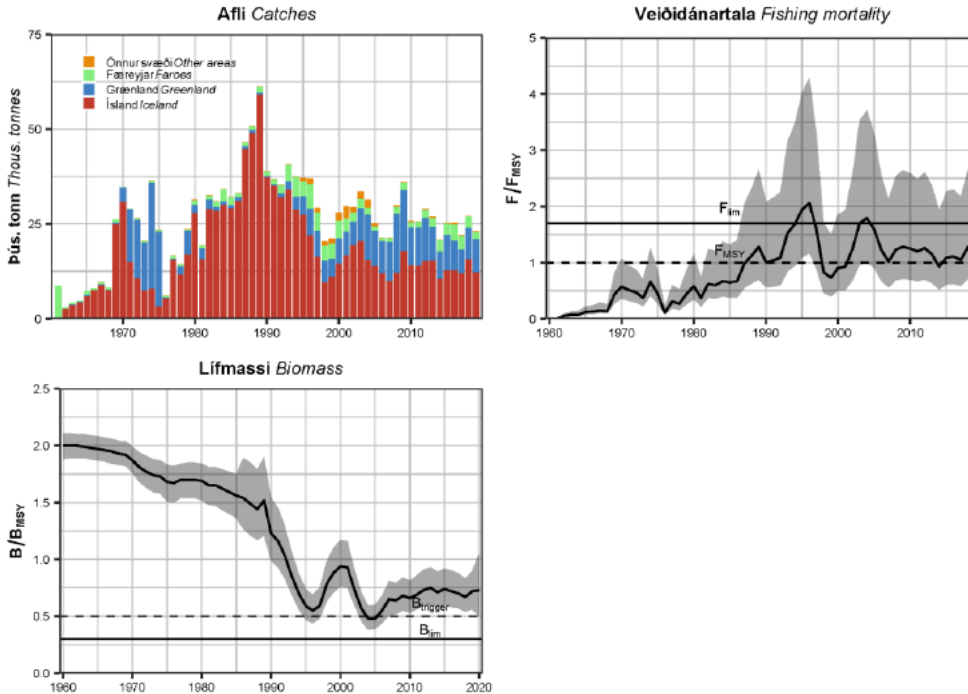 Afli Catches
Þús. tonn Thous. tonnes
75
50
25
0
Önnur svæði Other areas
Færeyjar Faroes
Grænland Greenland
Ísland Iceland
1970 1980 1990 2000 2010
Veiðidánartala Fishing mortality
F/FMSY
5
4
3
2
1
0
Flim
FMSY
1960 1970 1980 1990 2000 2010
Lífmassi Biomass
B/BMSY
2.5
2.0
1.5
1.0
0.5
0.0
Btrigger
Blim
1960 1970 1980 1990 2000 2010 2020